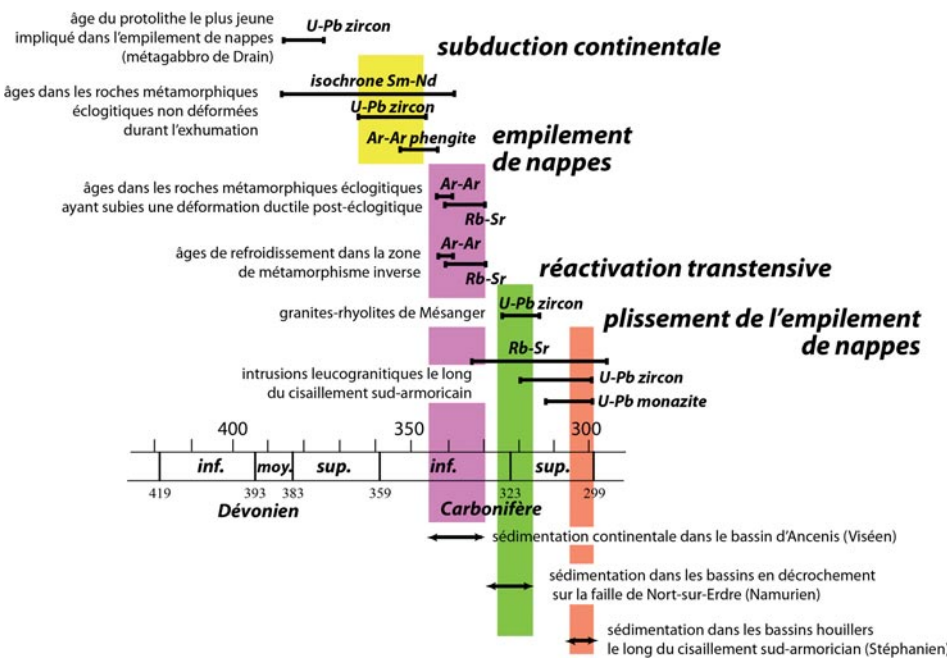 âge du protolithe le plus jeune
impliqué dans l'empilement de nappes
(métagabbro de Drain)
U-Pb zircon
subduction continentale
âges dans les roches métamorphiques
éclogitiques non déformées
durant l'exhumation
isochrone Sm-Nd
U-Pb zircon
Ar-Ar phengite
empilement
de nappes
âges dans les roches métamorphiques éclogitiques
ayant subies une déformation ductile post-éclogitique
Ar-Ar
Rb-Sr
âges de refroidissement dans la zone
de métamorphisme inverse
Ar-Ar
Rb-Sr
réactivation transtensive
granites-rhyolites de Mésanger
U-Pb zircon
plissement de l'empilement
de nappes
intrusions leucogranitiques le long
du cisaillement sud-armoricain
Rb-Sr
U-Pb zircon
U-Pb monazite
400 350 300
inf. moy. sup. inf. sup.
419 393 383 359 323 299
Dévonien Carbonifère
sédimentation continentale dans le bassin d'Ancenis (Viséen)
sédimentation dans les bassins en décrochement
sur la faille de Nort-sur-Erdre (Namurien)
sédimentation dans les bassins houillers
le long du cisaillement sud-armorician (Stéphanien)